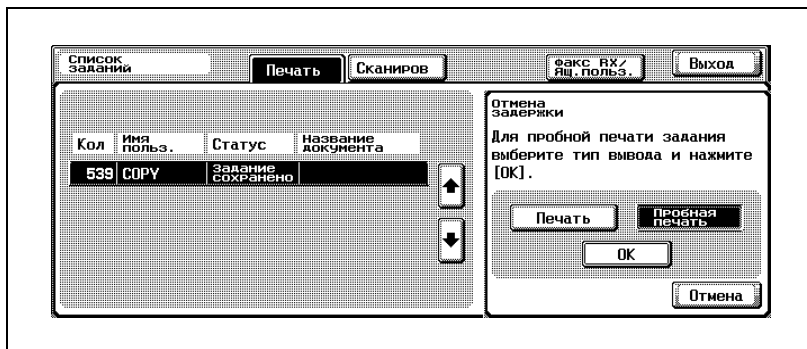 Список
заданий
Печать
Сканиров
Факс RX/
Ящ.польз.
Выход
Кол
Имя
польз.
Статус
Название
документа
539
COPY
Задание
сохранено
Отмена
задержки
Для пробной печати задания
выберите тип вывода и нажмите
[OK].
Печать
Пробная
печать
OK
Отмена